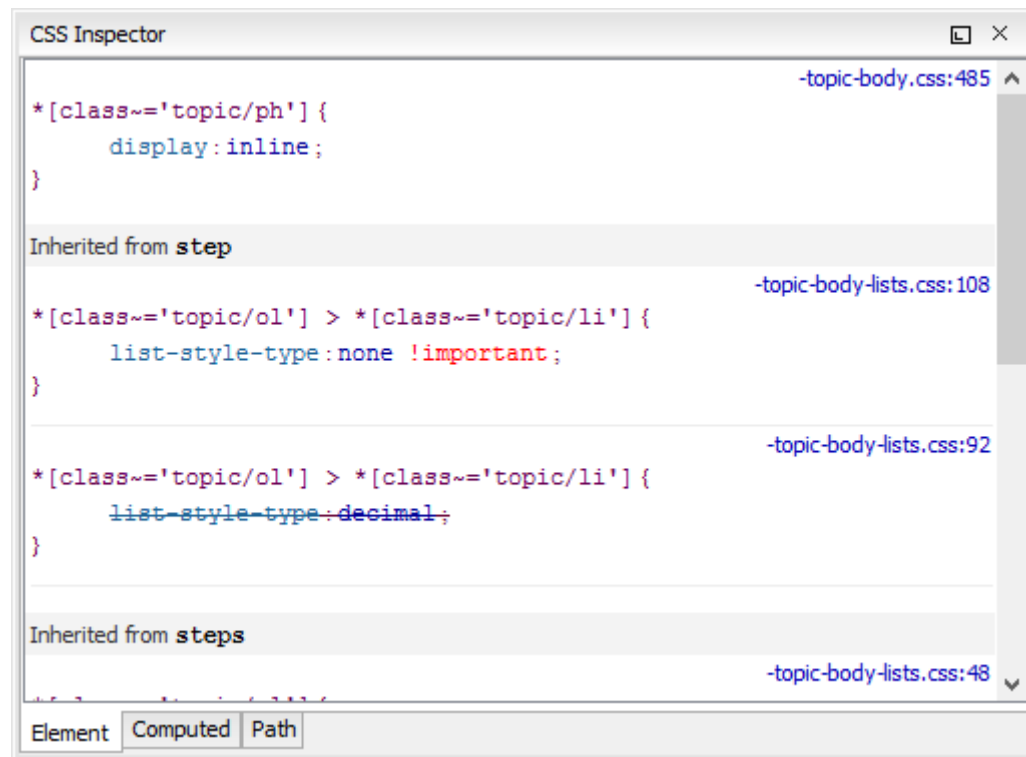 CSS Inspector
-topic-body.css:485
*[class~='topic/ph'] {
display:inline;
}
Inherited from step
-topic-body-lists.css:108
*[class~='topic/ol'] > *[class~='topic/li'] {
list-style-type:none !important;
}
-topic-body-lists.css:92
*[class~='topic/ol'] > *[class~='topic/li'] {
list-style-type:decimal;
}
Inherited from steps
-topic-body-lists.css:48
Element Computed Path